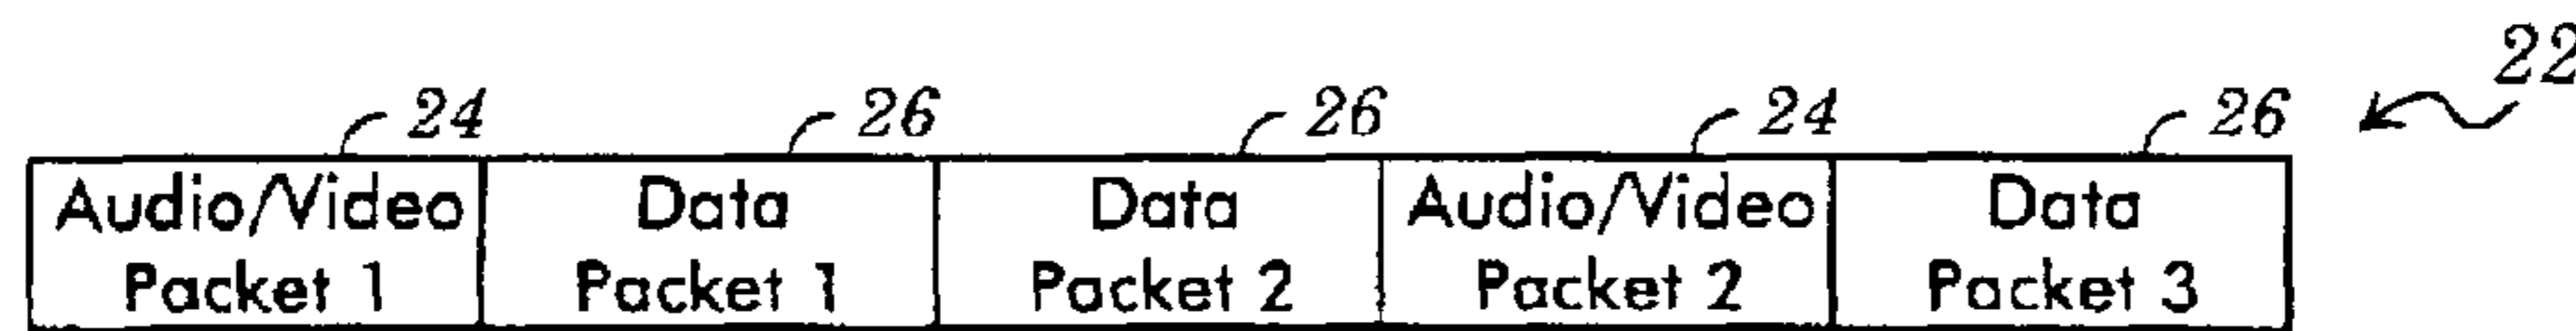 22
24 26 26 24 26
Audio/Video Data Data Audio/Video Data
Packet 1 Packet 1 Packet 2 Packet 2 Packet 3